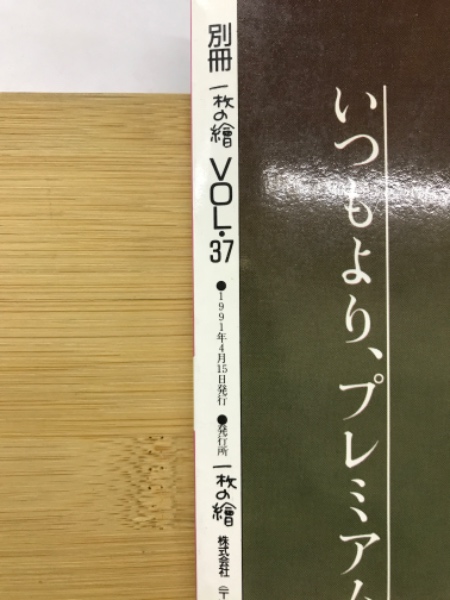 別冊 一枚の繪 VOL.37 ●1991年4月15日発行 ●発行所 一枚の繪 株式会社 〒
いつもより、プレミアム